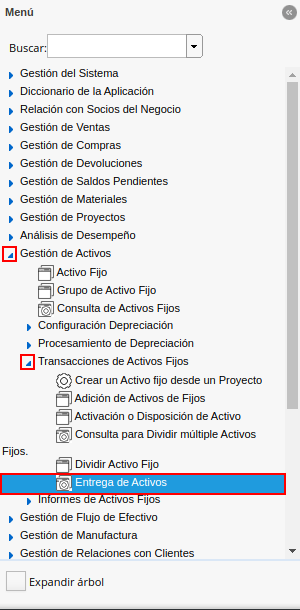 Menú
Buscar:
Gestión del Sistema
Diccionario de la Aplicación
Relación con Socios del Negocio
Gestión de Ventas
Gestión de Compras
Gestión de Devoluciones
Gestión de Saldos Pendientes
Gestión de Materiales
Gestión de Proyectos
Análisis de Desempeño
Gestión de Activos
Activo Fijo
Grupo de Activo Fijo
Consulta de Activos Fijos
Configuración Depreciación
Procesamiento de Depreciación
Transacciones de Activos Fijos
Crear un Activo fijo desde un Proyecto
Adición de Activos de Fijos
Activación o Disposición de Activo
Consulta para Dividir múltiple Activos
Fijos.
Dividir Activo Fijo
Entrega de Activos
Informes de Activos Fijos
Gestión de Flujo de Efectivo
Gestión de Manufactura
Gestión de Relaciones con Clientes
Expandir árbol